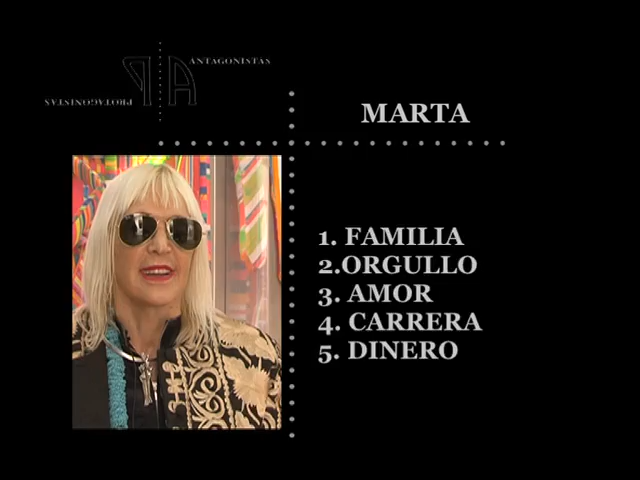 ANTAGONISTAS
PROTAGONISTAS
MARTA
1. FAMILIA
2.ORGULLO
3. AMOR
4. CARRERA
5. DINERO